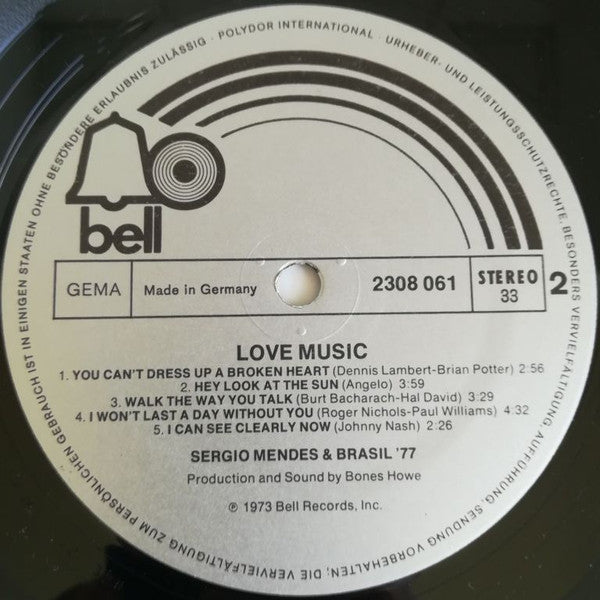 bell
GEMA
Made in Germany
2308 061
STEREO
33
2
LOVE MUSIC
1. YOU CAN'T DRESS UP A BROKEN HEART (Dennis Lambert-Brian Potter) 2:56
2. HEY LOOK AT THE SUN (Angelo) 3:59
3. WALK THE WAY YOU TALK (Burt Bacharach-Hal David) 3:29
4. I WON'T LAST A DAY WITHOUT YOU (Roger Nichols-Paul Williams) 4:32
5. I CAN SEE CLEARLY NOW (Johnny Nash) 2:26
SERGIO MENDES & BRASIL '77
Production and Sound by Bones Howe
℗ 1973 Bell Records, Inc.
POLYDOR INTERNATIONAL · URHEBER- UND LEISTUNGSSCHUTZRECHTE, BESONDERS VERVIELFÄLTIGUNG, AUFFÜHRUNG, SENDUNG VORBEHALTEN, DIE VERVIELFÄLTIGUNG ZUM PERSÖNLICHEN GEBRAUCH IST IN EINIGEN STAATEN OHNE BESONDERE ERLAUBNIS ZULÄSSIG ·